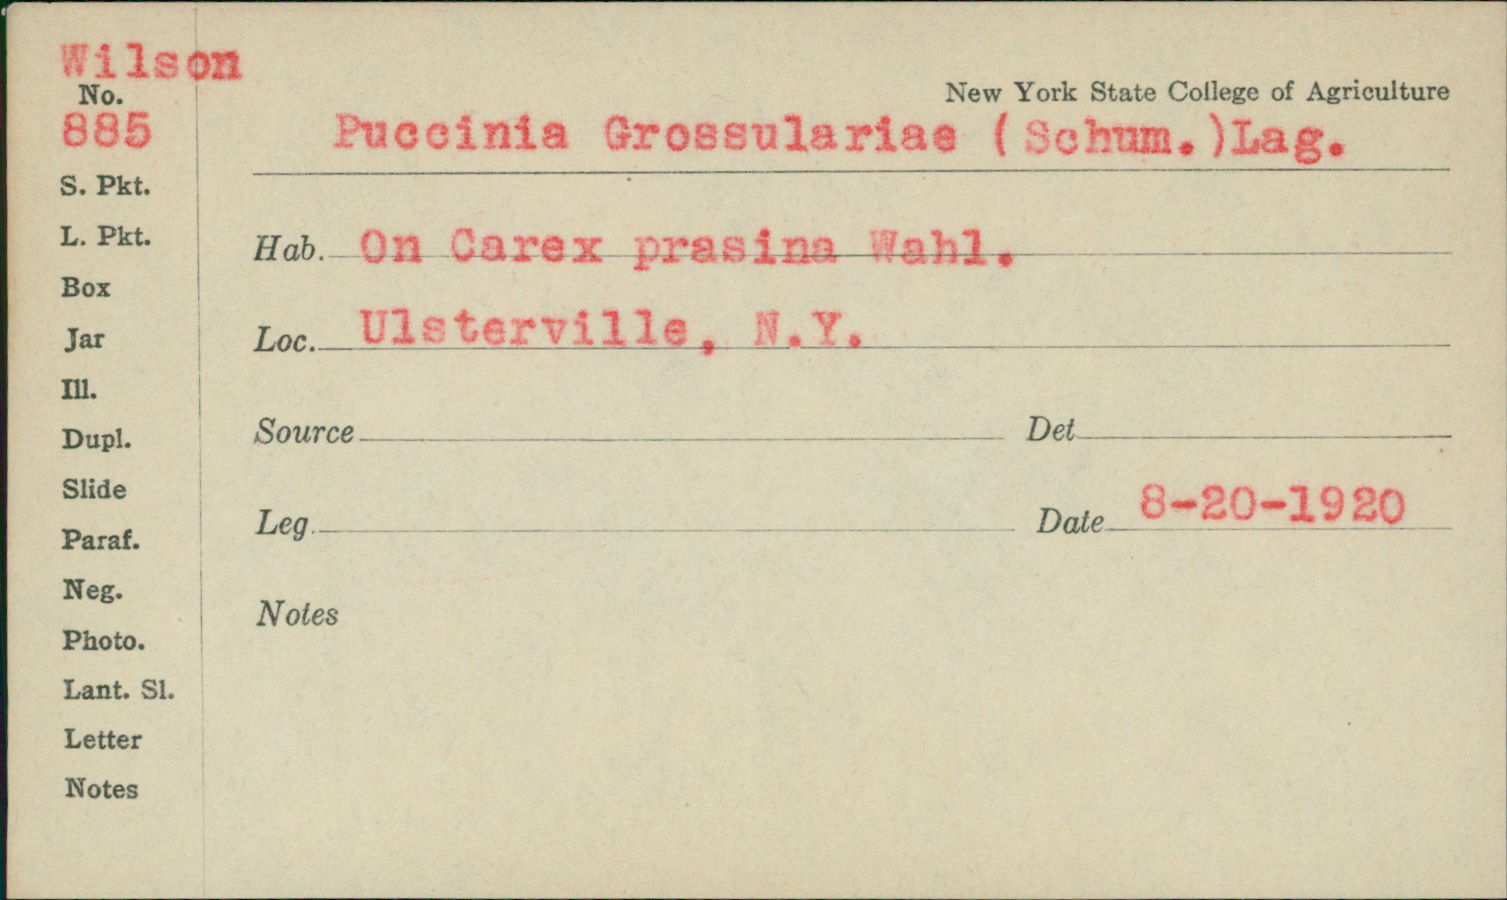 Wilson
No.
885
S. Pkt.
L. Pkt.
Box
Jar
Ill.
Dupl.
Slide
Paraf.
Neg.
Photo.
Lant. Sl.
Letter
Notes
New York State College of Agriculture
Puccinia Grossulariae (Schum.)Lag.
Hab. On Carex prasina Wahl.
Loc. Ulsterville, N.Y.
Source Det
Leg. Date 8-20-1920
Notes